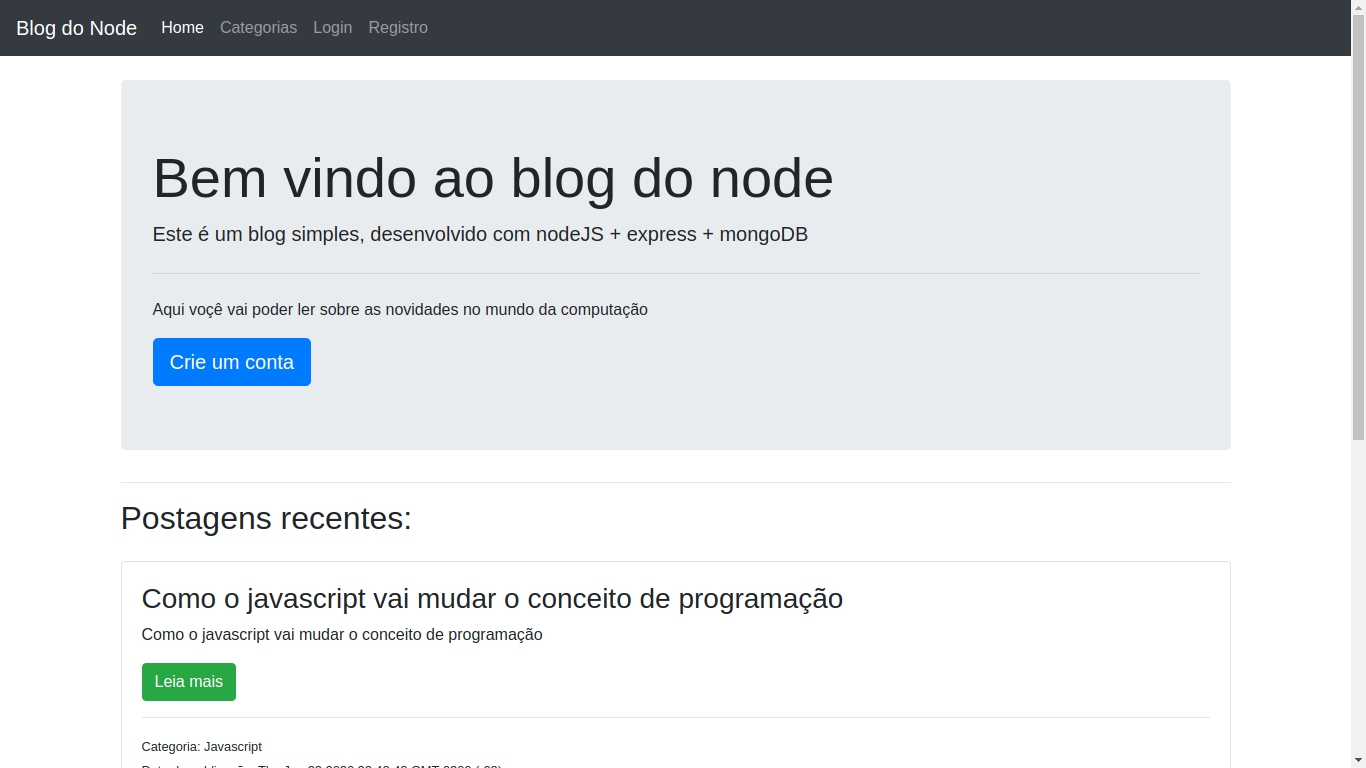 Blog do Node Home Categorias Login Registro
Bem vindo ao blog do node
Este é um blog simples, desenvolvido com nodeJS + express + mongoDB
Aqui voçê vai poder ler sobre as novidades no mundo da computação
Crie um conta
Postagens recentes:
Como o javascript vai mudar o conceito de programação
Como o javascript vai mudar o conceito de programação
Leia mais
Categoria: Javascript